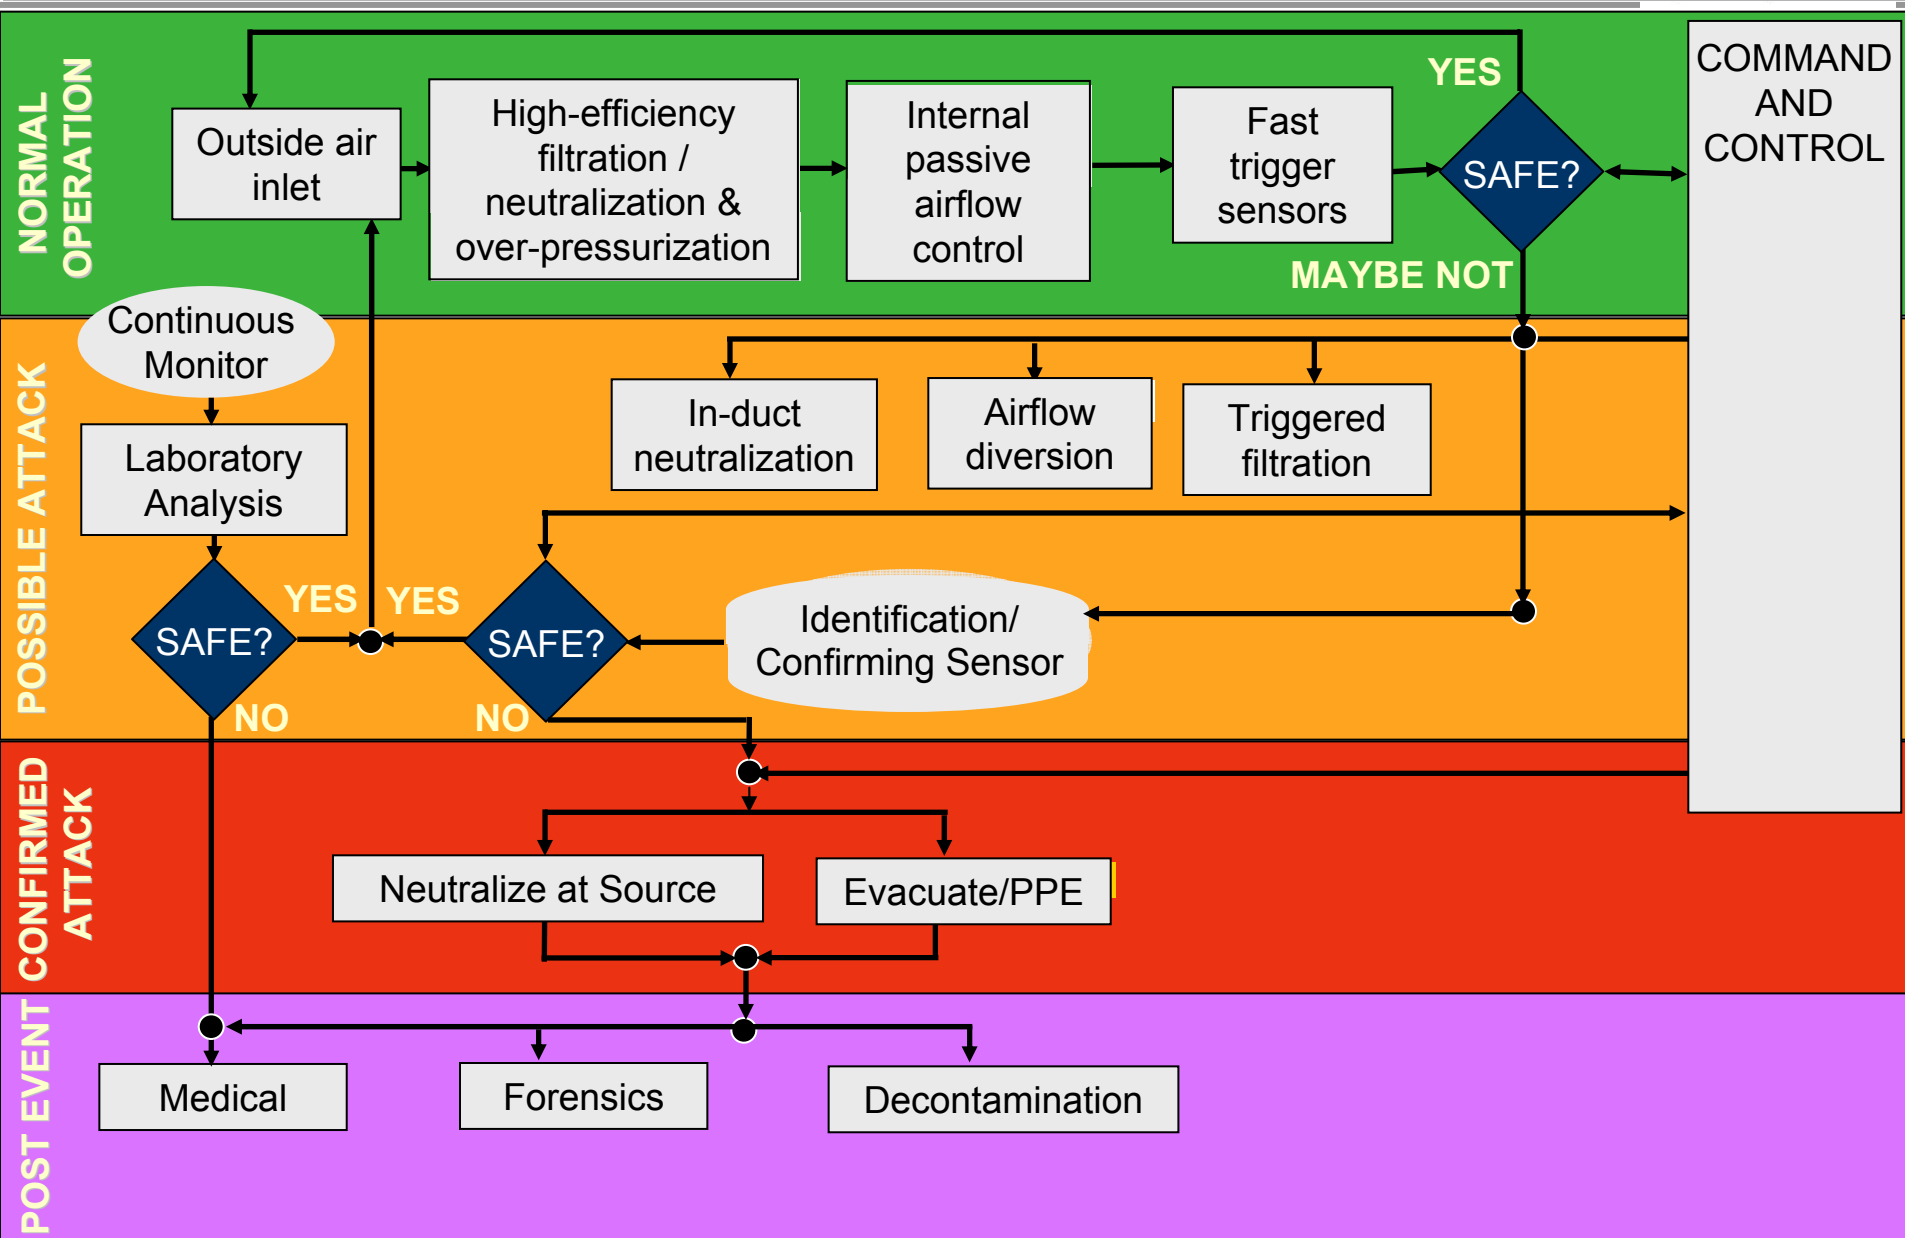 NORMAL
OPERATION
Outside air
inlet
High-efficiency
filtration /
neutralization &
over-pressurization
Internal
passive
airflow
control
Fast
trigger
sensors
YES
SAFE?
MAYBE NOT
COMMAND
AND
CONTROL
POSSIBLE ATTACK
Continuous
Monitor
Laboratory
Analysis
In-duct
neutralization
Airflow
diversion
Triggered
filtration
SAFE?
YES
YES
SAFE?
Identification/
Confirming Sensor
NO
NO
CONFIRMED
ATTACK
Neutralize at Source
Evacuate/PPE
POST EVENT
Medical
Forensics
Decontamination